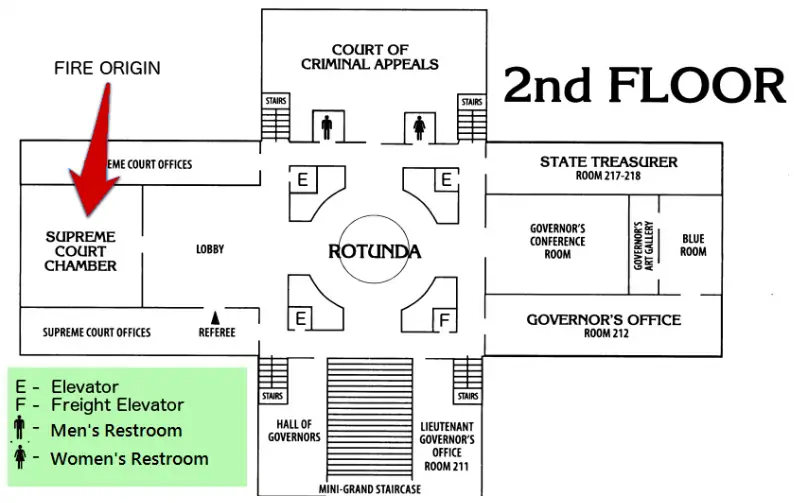 COURT OF
CRIMINAL APPEALS
2nd FLOOR
FIRE ORIGIN
STAIRS
STAIRS
EME COURT OFFICES
E
E
STATE TREASURER
ROOM 217-218
SUPREME
COURT
CHAMBER
LOBBY
ROTUNDA
GOVERNOR'S
CONFERENCE
ROOM
GOVERNOR'S
ART GALLERY
BLUE
ROOM
SUPREME COURT OFFICES
REFEREE
E
F
GOVERNOR'S OFFICE
ROOM 212
E - Elevator
F - Freight Elevator
- Men's Restroom
- Women's Restroom
STAIRS
STAIRS
HALL OF
GOVERNORS
LIEUTENANT
GOVERNOR'S
OFFICE
ROOM 211
MINI-GRAND STAIRCASE